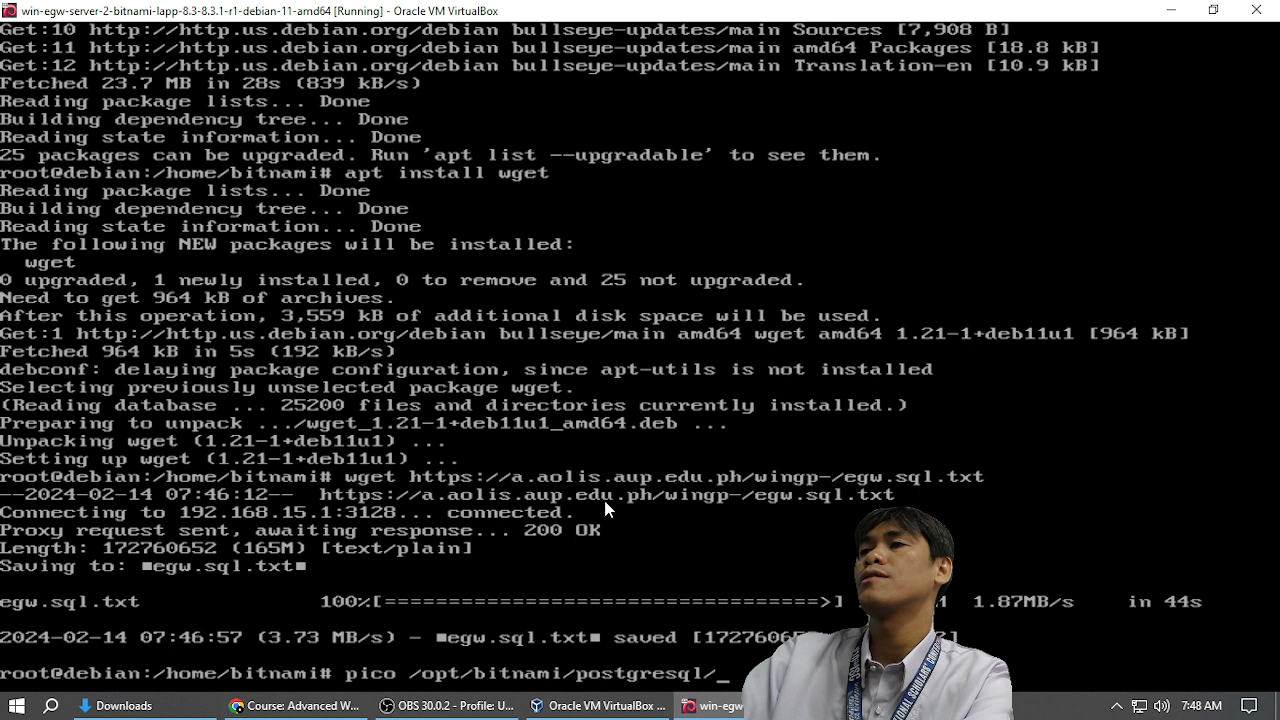 win-egw-server-2-bitnami-lapp-8.3-8.3.1-r1-debian-11-amd64 [Running] - Oracle VM VirtualBox
Get:10 http://http.us.debian.org/debian bullseye-updates/main Sources [7,908 B]
Get:11 http://http.us.debian.org/debian bullseye-updates/main amd64 Packages [18.8 kB]
Get:12 http://http.us.debian.org/debian bullseye-updates/main Translation-en [10.9 kB]
Fetched 23.7 MB in 28s (839 kB/s)
Reading package lists... Done
Building dependency tree... Done
Reading state information... Done
25 packages can be upgraded. Run 'apt list --upgradable' to see them.
root@debian:/home/bitnami# apt install wget
Reading package lists... Done
Building dependency tree... Done
Reading state information... Done
The following NEW packages will be installed:
wget
0 upgraded, 1 newly installed, 0 to remove and 25 not upgraded.
Need to get 964 kB of archives.
After this operation, 3,559 kB of additional disk space will be used.
Get:1 http://http.us.debian.org/debian bullseye/main amd64 wget amd64 1.21-1+deb11u1 [964 kB]
Fetched 964 kB in 5s (192 kB/s)
debconf: delaying package configuration, since apt-utils is not installed
Selecting previously unselected package wget.
(Reading database ... 25200 files and directories currently installed.)
Preparing to unpack .../wget_1.21-1+deb11u1_amd64.deb ...
Unpacking wget (1.21-1+deb11u1) ...
Setting up wget (1.21-1+deb11u1) ...
root@debian:/home/bitnami# wget https://a.aolis.aup.edu.ph/wingp-/egw.sql.txt
--2024-02-14 07:46:12-- https://a.aolis.aup.edu.ph/wingp-/egw.sql.txt
Connecting to 192.168.15.1:3128... connected.
Proxy request sent, awaiting response... 200 OK
Length: 172760652 (165M) [text/plain]
Saving to: ■egw.sql.txt■
egw.sql.txt 100%[==================================>] 1.87MB/s in 44s
2024-02-14 07:46:57 (3.73 MB/s) - ■egw.sql.txt■ saved
root@debian:/home/bitnami# pico /opt/bitnami/postgresql/_
Downloads Course: Advanced W... OBS 30.0.2 - Profile: U... Oracle VM VirtualBox ... win-egw 7:48 AM